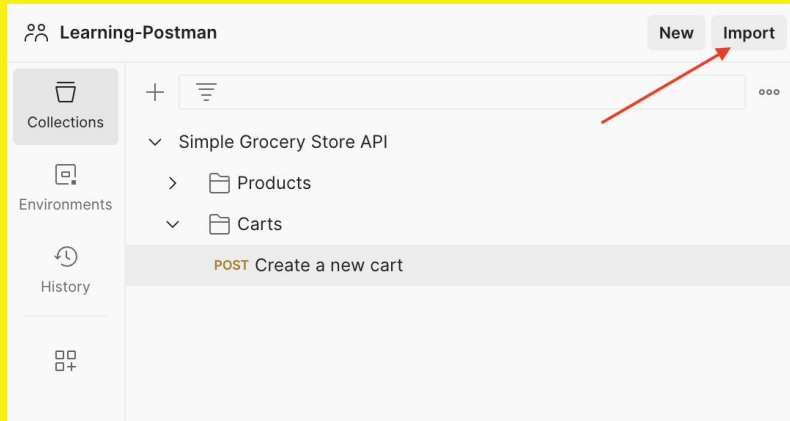 Learning-Postman
New
Import
Collections
Environments
History
Simple Grocery Store API
Products
Carts
POST Create a new cart